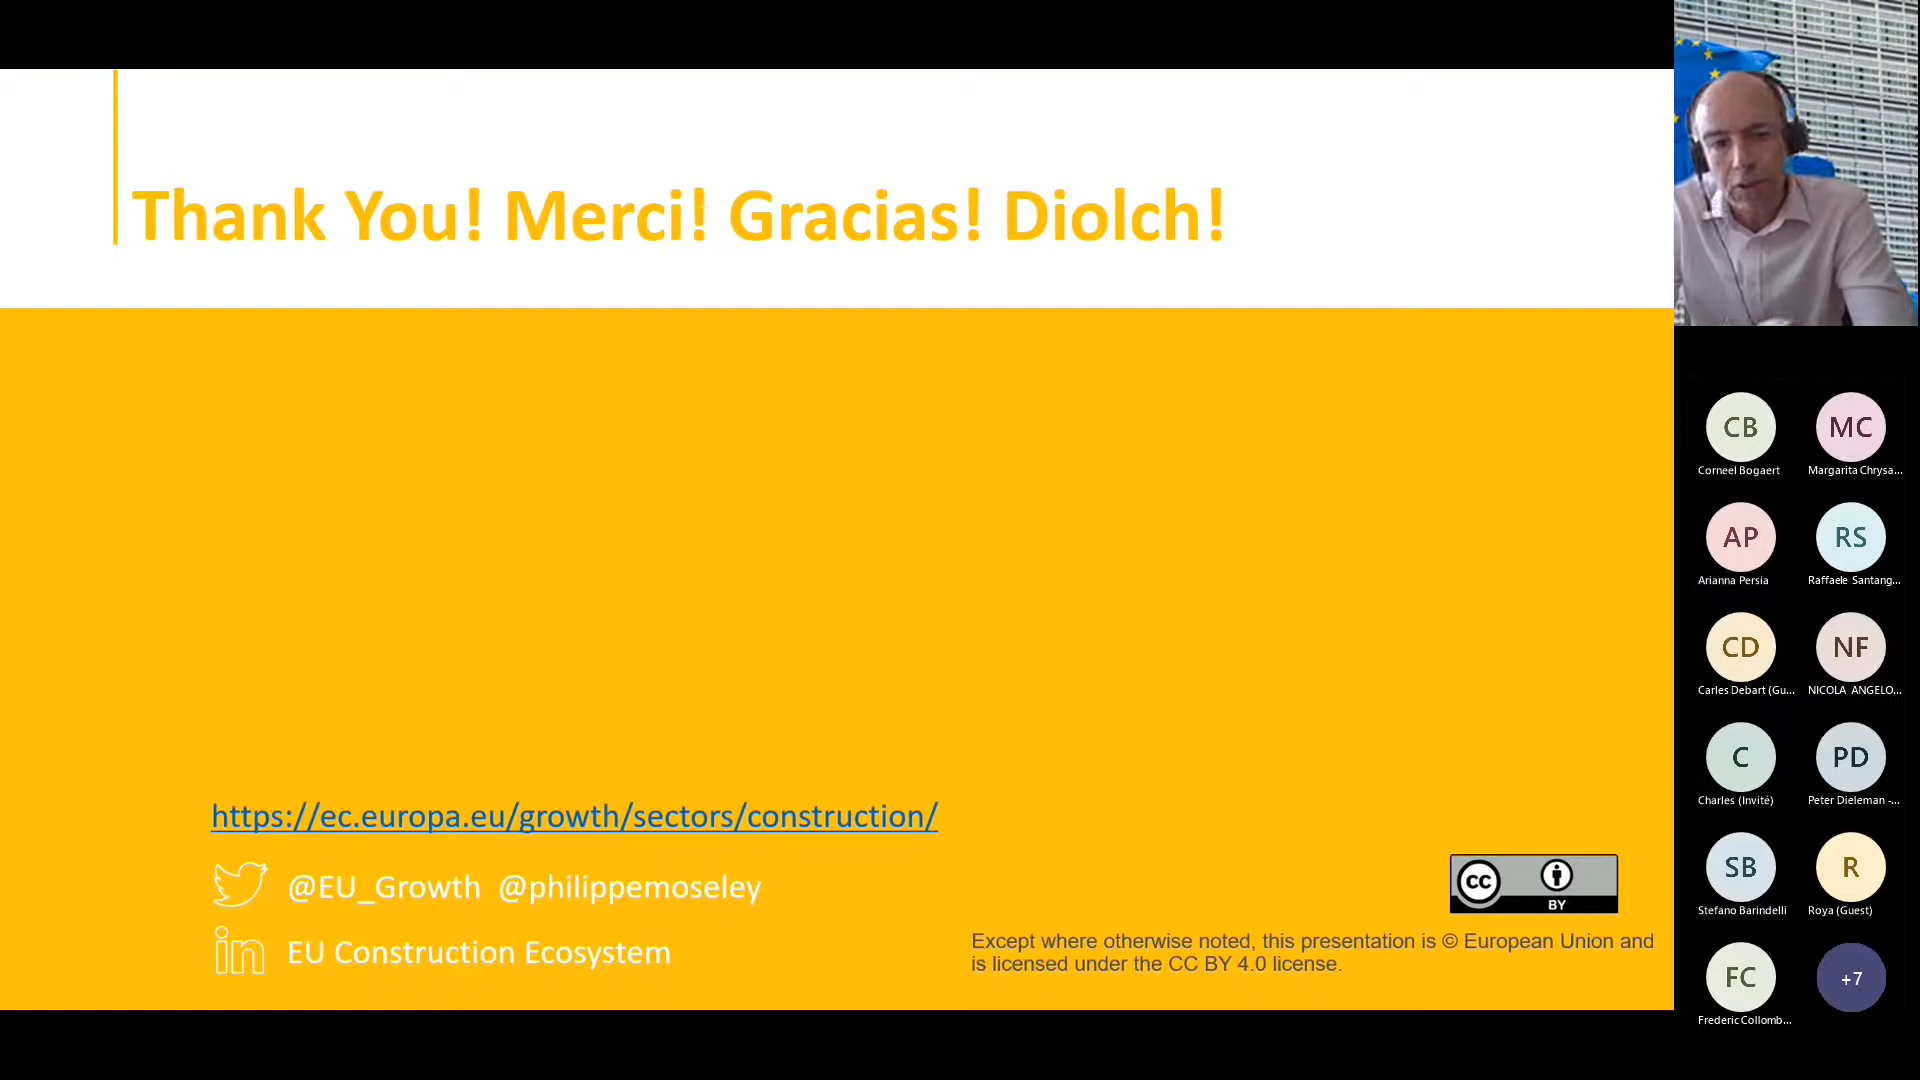 Thank You! Merci! Gracias! Diolch!
https://ec.europa.eu/growth/sectors/construction/
@EU_Growth @philippemoseley
in EU Construction Ecosystem
cc
BY
Except where otherwise noted, this presentation is © European Union and
is licensed under the CC BY 4.0 license.
CB MC
Corneel Bogaert Margarita Chrysa...
AP RS
Arianna Persia Raffaele Santang...
CD NF
Carles Debart (Gu... NICOLA ANGELO...
C PD
Charles (Invité) Peter Dieleman -...
SB R
Stefano Barindelli Roya (Guest)
FC +7
Frederic Collomb...